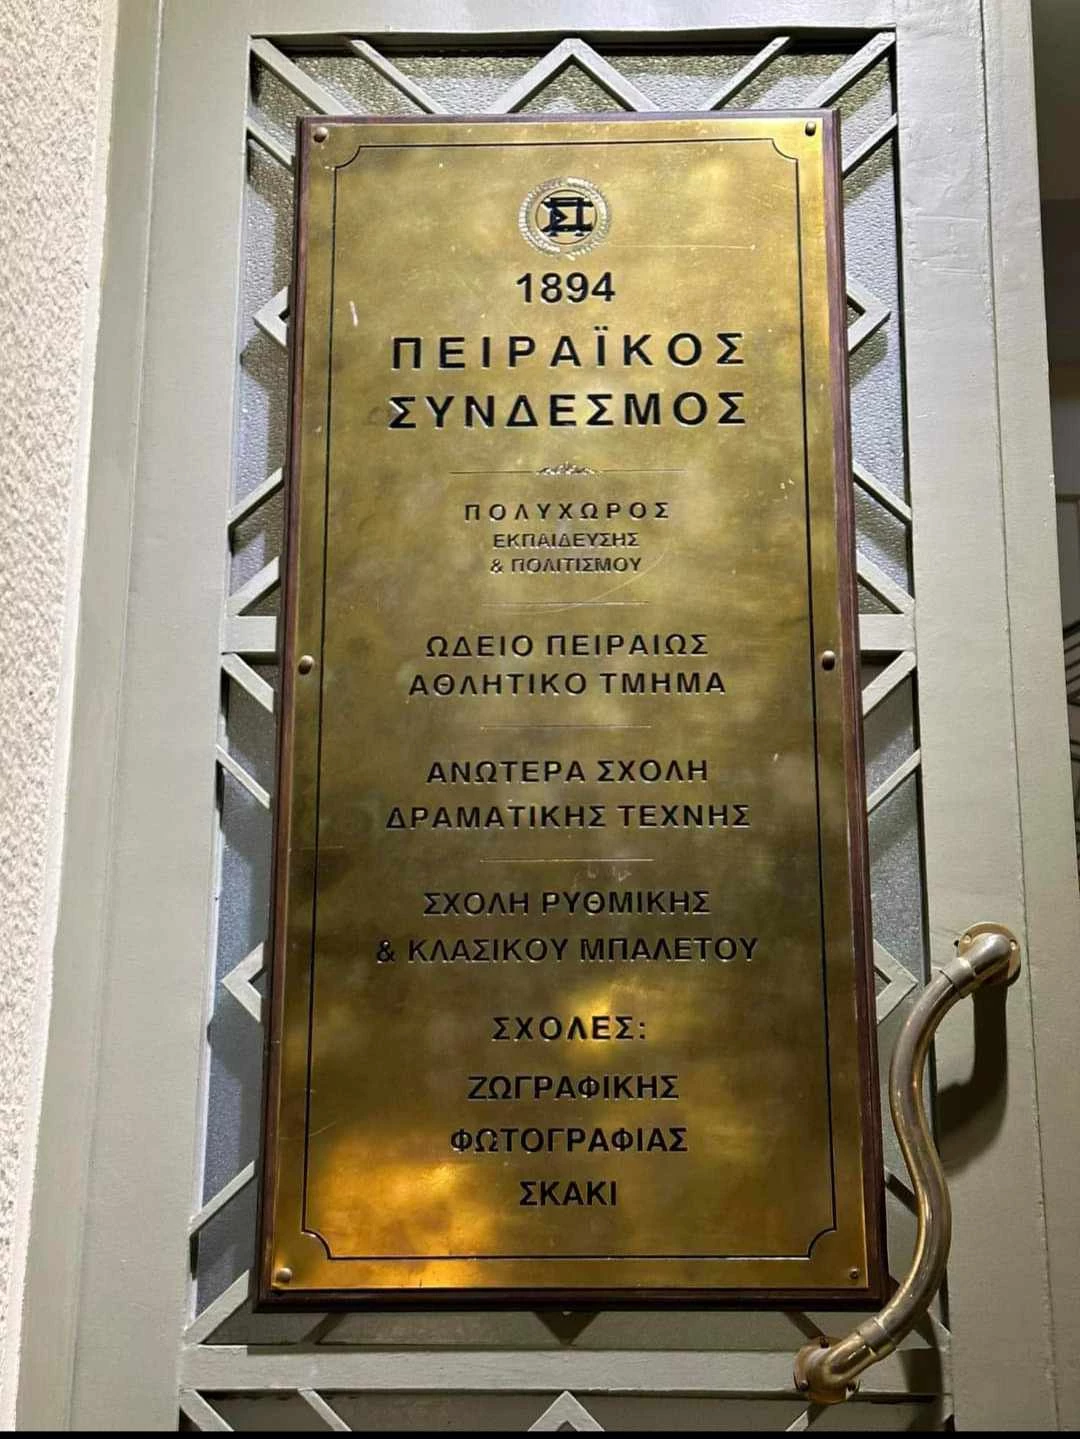 1894
ΠΕΙΡΑΪΚΟΣ
ΣΥΝΔΕΣΜΟΣ
ΠΟΛΥΧΩΡΟΣ
ΕΚΠΑΙΔΕΥΣΗΣ
& ΠΟΛΙΤΙΣΜΟΥ
ΩΔΕΙΟ ΠΕΙΡΑΙΩΣ
ΑΘΛΗΤΙΚΟ ΤΜΗΜΑ
ΑΝΩΤΕΡΑ ΣΧΟΛΗ
ΔΡΑΜΑΤΙΚΗΣ ΤΕΧΝΗΣ
ΣΧΟΛΗ ΡΥΘΜΙΚΗΣ
& ΚΛΑΣΙΚΟΥ ΜΠΑΛΕΤΟΥ
ΣΧΟΛΕΣ:
ΖΩΓΡΑΦΙΚΗΣ
ΦΩΤΟΓΡΑΦΙΑΣ
ΣΚΑΚΙ